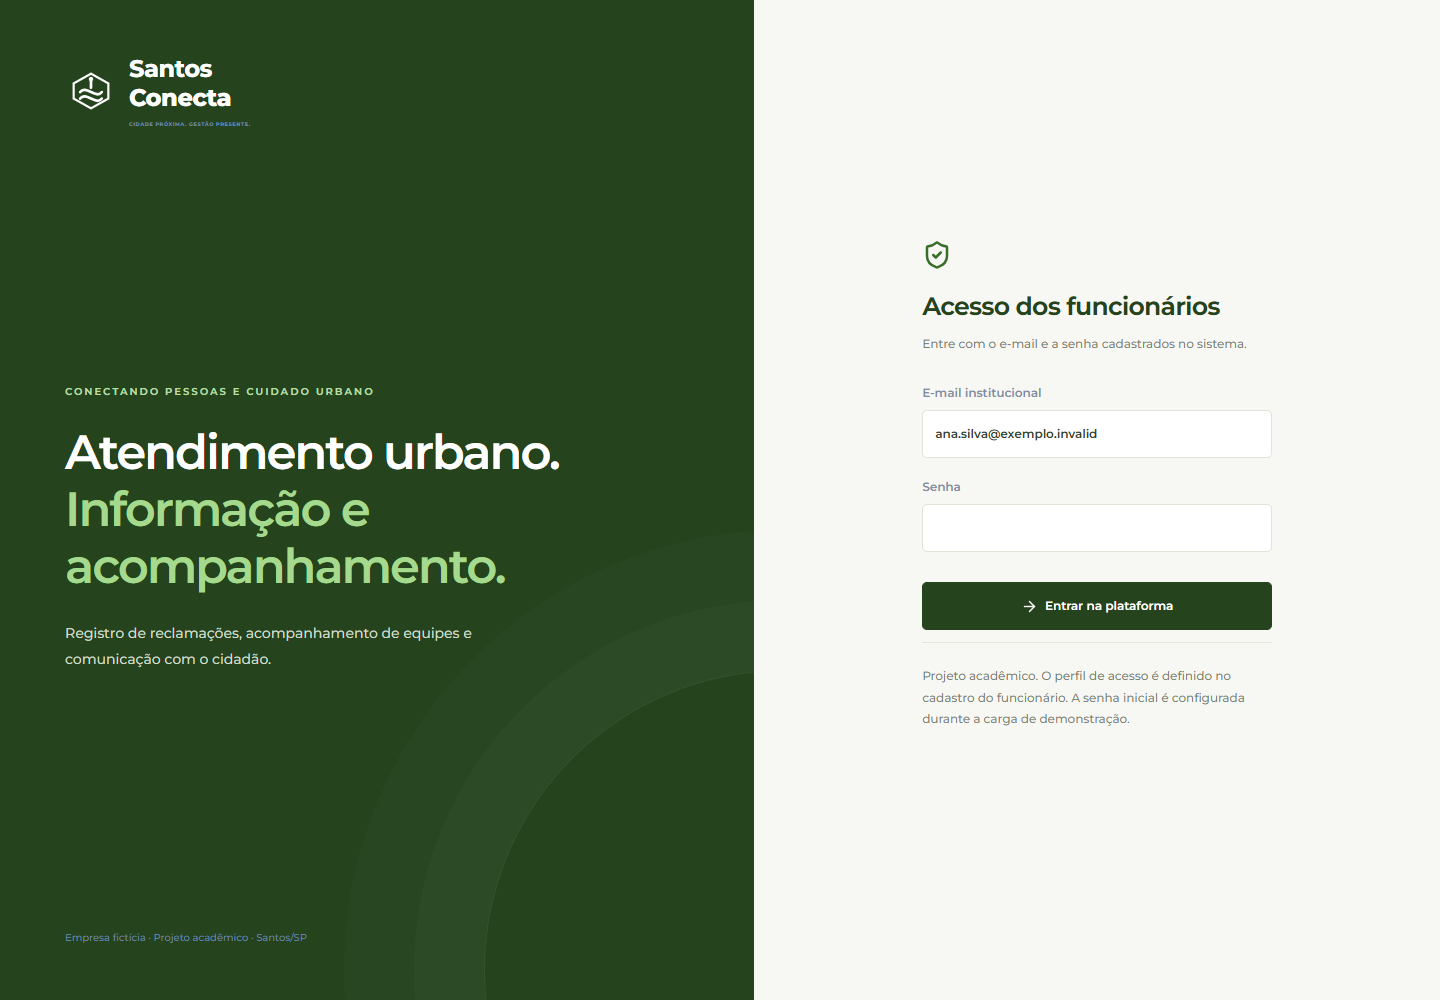 Santos
Conecta
CIDADE PRÓXIMA. GESTÃO PRESENTE.
CONECTANDO PESSOAS E CUIDADO URBANO
Atendimento urbano.
Informação e
acompanhamento.
Registro de reclamações, acompanhamento de equipes e
comunicação com o cidadão.
Empresa fictícia · Projeto acadêmico · Santos/SP
Acesso dos funcionários
Entre com o e-mail e a senha cadastrados no sistema.
E-mail institucional
ana.silva@exemplo.invalid
Senha
Entrar na plataforma
Projeto acadêmico. O perfil de acesso é definido no
cadastro do funcionário. A senha inicial é configurada
durante a carga de demonstração.